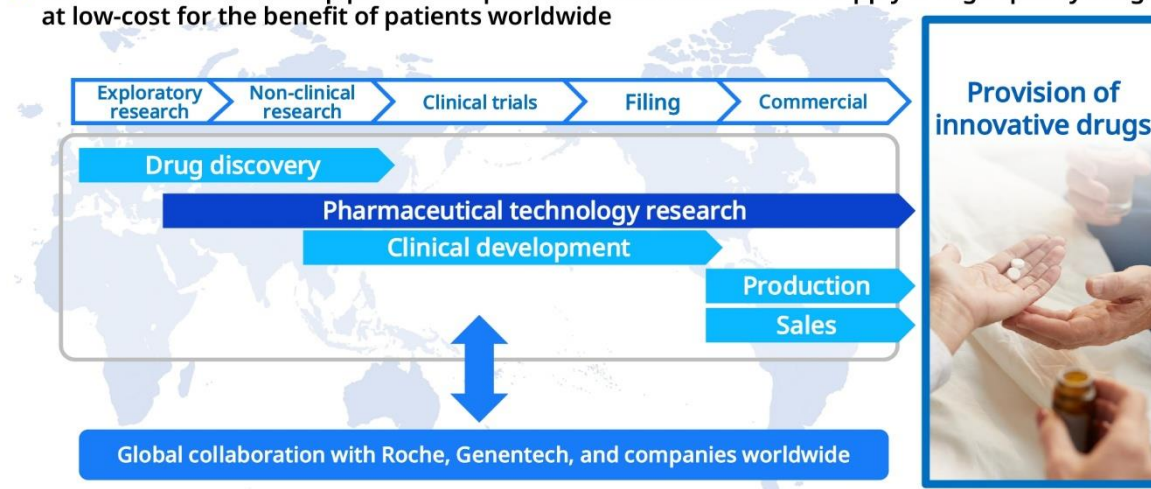 at low-cost for the benefit of patients worldwide
Exploratory
research
Non-clinical
research
Clinical trials
Filing
Commercial
Drug discovery
Pharmaceutical technology research
Clinical development
Production
Sales
Global collaboration with Roche, Genentech, and companies worldwide
Provision of
innovative drugs